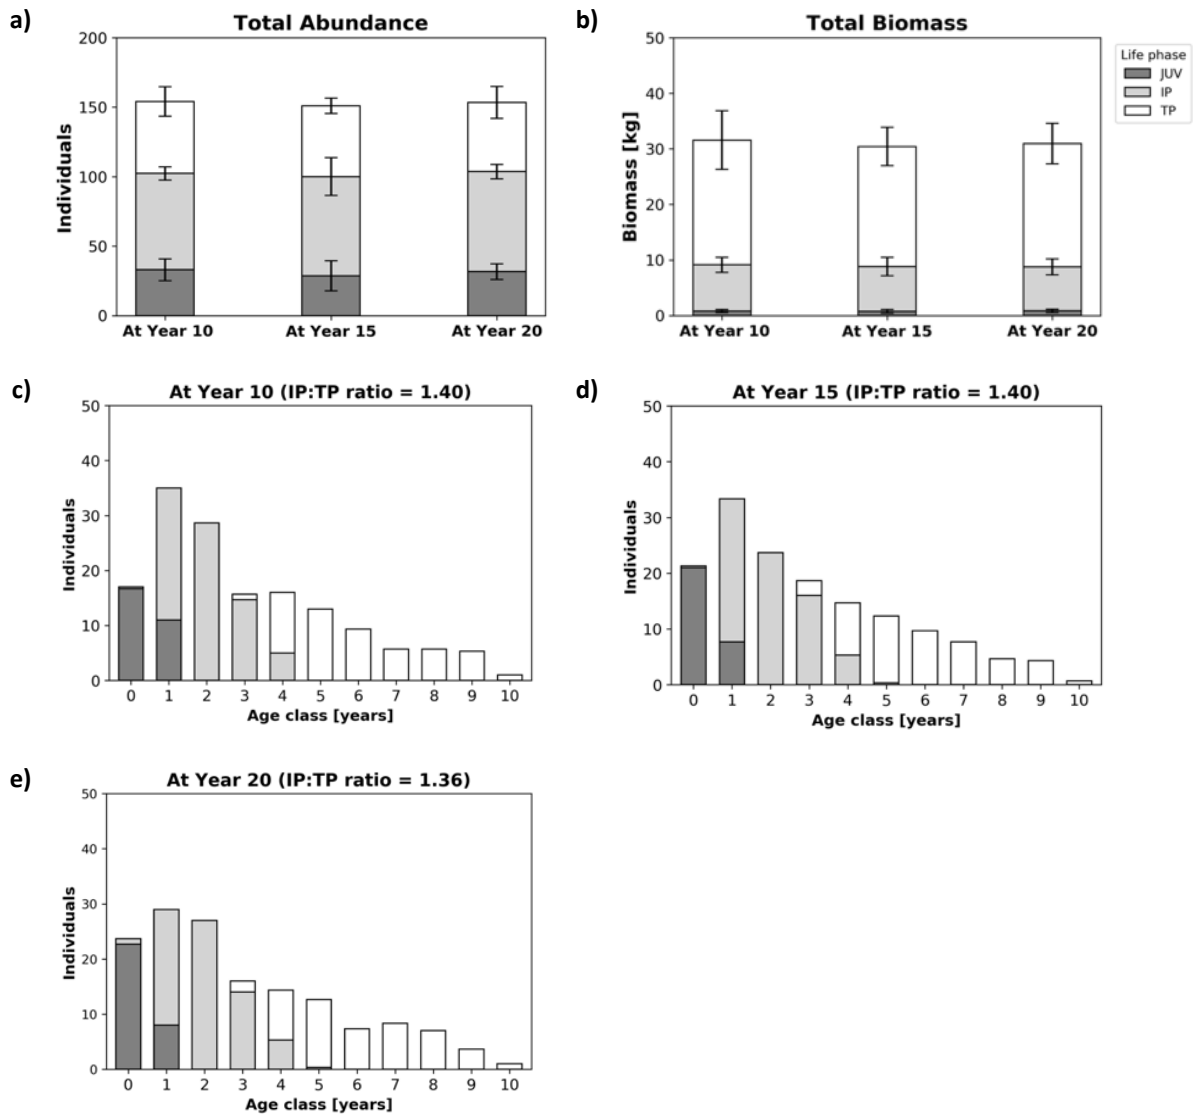 a)
Total Abundance
200
150
100
50
0
Individuals
At Year 10 At Year 15 At Year 20
b)
Total Biomass
50
40
30
20
10
0
Biomass [kg]
At Year 10 At Year 15 At Year 20
Life phase
JUV
IP
TP
c)
At Year 10 (IP:TP ratio = 1.40)
50
40
30
20
10
0
Individuals
0 1 2 3 4 5 6 7 8 9 10
Age class [years]
d)
At Year 15 (IP:TP ratio = 1.40)
50
40
30
20
10
0
Individuals
0 1 2 3 4 5 6 7 8 9 10
Age class [years]
e)
At Year 20 (IP:TP ratio = 1.36)
50
40
30
20
10
0
Individuals
0 1 2 3 4 5 6 7 8 9 10
Age class [years]